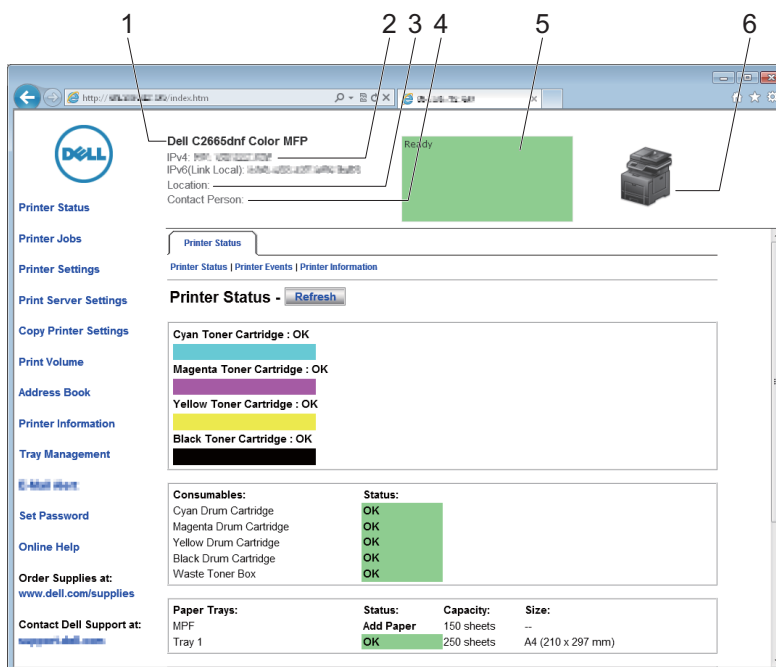 1 2 3 4 5 6
http:// /index.htm
DELL
Dell C2665dnf Color MFP
IPv4:
IPv6(Link Local):
Location:
Contact Person:
Ready
Printer Status
Printer Jobs
Printer Settings
Print Server Settings
Copy Printer Settings
Print Volume
Address Book
Printer Information
Tray Management
Set Password
Online Help
Order Supplies at:
www.dell.com/supplies
Contact Dell Support at:
Printer Status
Printer Status | Printer Events | Printer Information
Printer Status - Refresh
Cyan Toner Cartridge : OK
Magenta Toner Cartridge : OK
Yellow Toner Cartridge : OK
Black Toner Cartridge : OK
Consumables: Status:
Cyan Drum Cartridge OK
Magenta Drum Cartridge OK
Yellow Drum Cartridge OK
Black Drum Cartridge OK
Waste Toner Box OK
Paper Trays: Status: Capacity: Size:
MPF Add Paper 150 sheets --
Tray 1 OK 250 sheets A4 (210 x 297 mm)